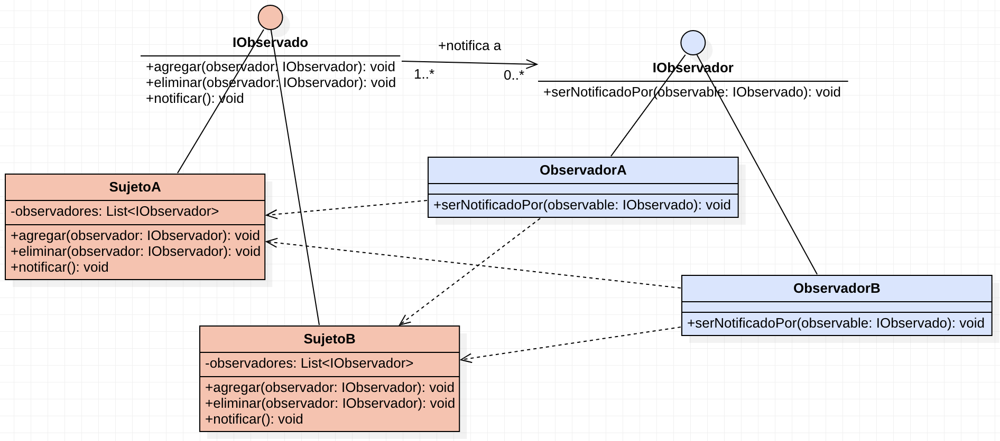 IObservado
+agregar(observador: IObservador): void
+eliminar(observador: IObservador): void
+notificar(): void
+notifica a
1..*
0..*
IObservador
+serNotificadoPor(observable: IObservado): void
SujetoA
-observadores: List<IObservador>
+agregar(observador: IObservador): void
+eliminar(observador: IObservador): void
+notificar(): void
ObservadorA
+serNotificadoPor(observable: IObservado): void
ObservadorB
+serNotificadoPor(observable: IObservado): void
SujetoB
-observadores: List<IObservador>
+agregar(observador: IObservador): void
+eliminar(observador: IObservador): void
+notificar(): void